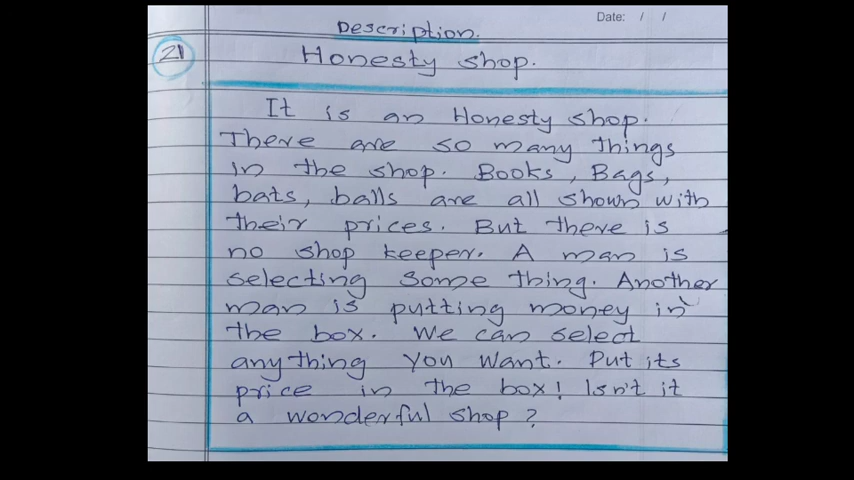 Date: / /
Description.
21
Honesty shop.
It is an Honesty shop.
There are so many things
in the shop. Books, Bags,
bats, balls are all shown with
their prices. But there is
no shop keeper. A man is
selecting some thing. Another
man is putting money in
the box. We can select
anything you want. Put its
price in the box! Isn't it
a wonderful shop?